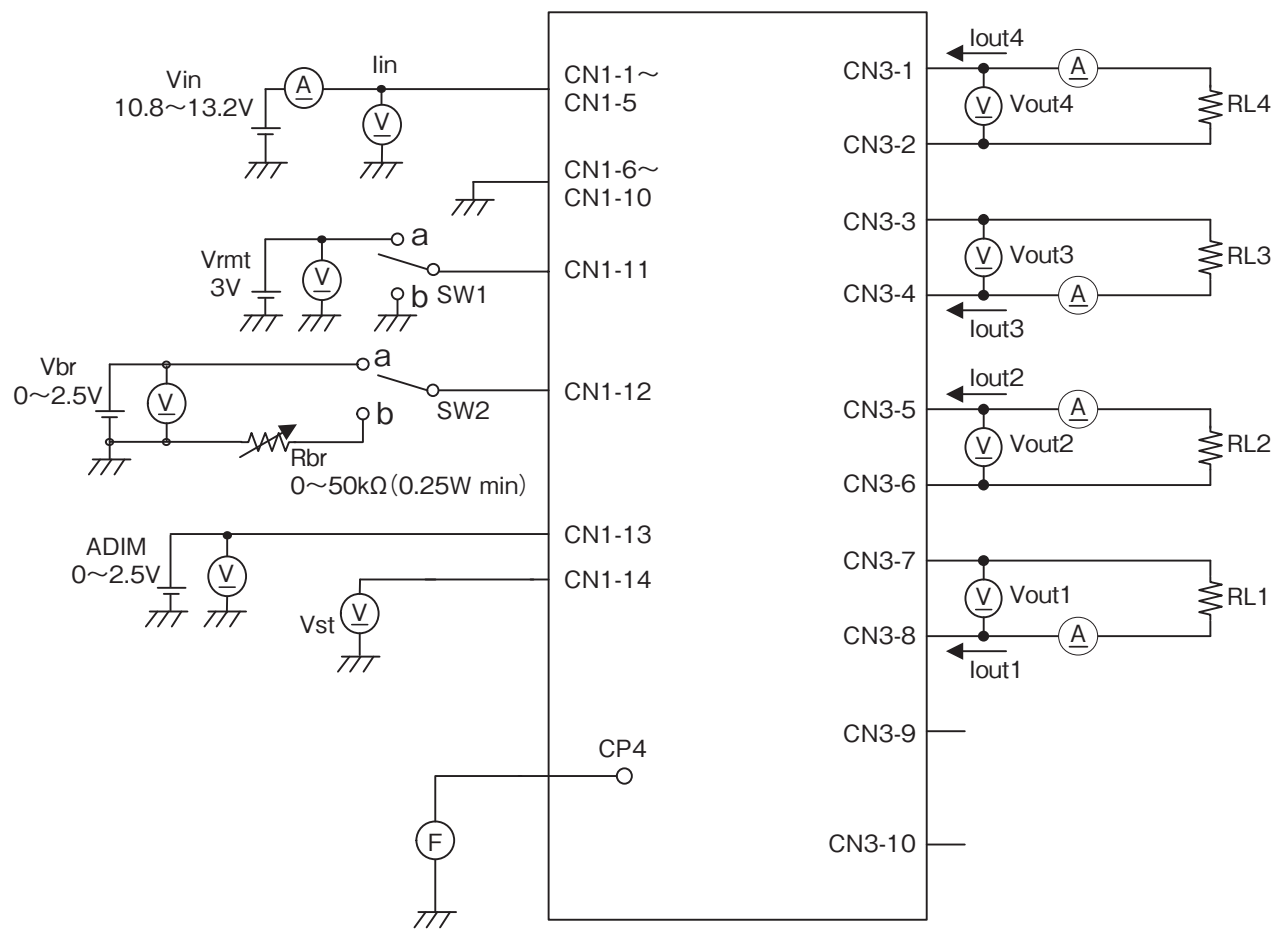 Vin
10.8～13.2V
A
Iin
V
CN1-1～
CN1-5
CN1-6～
CN1-10
Vrmt
3V
V
a
b
SW1
CN1-11
Vbr
0～2.5V
V
a
b
SW2
CN1-12
Rbr
0～50kΩ(0.25W min)
ADIM
0～2.5V
V
CN1-13
CN1-14
Vst
V
CP4
F
CN3-1
Iout4
A
V
Vout4
RL4
CN3-2
CN3-3
V
Vout3
RL3
CN3-4
A
Iout3
Iout2
CN3-5
A
V
Vout2
RL2
CN3-6
CN3-7
V
Vout1
RL1
CN3-8
A
Iout1
CN3-9
CN3-10